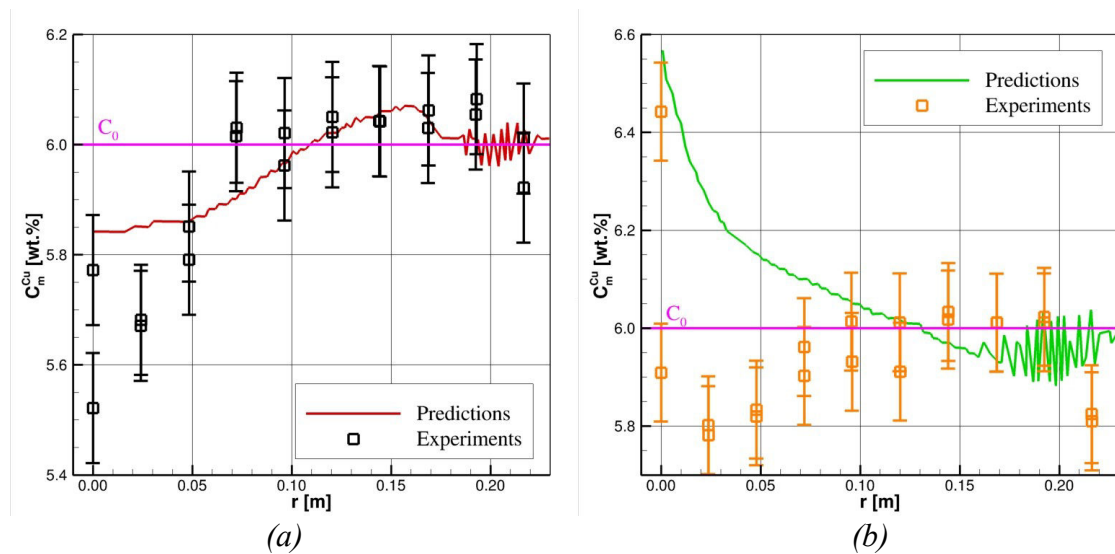 6.2
6.0
5.8
5.6
5.4
C_m^Cu [wt.%]
C_0
Predictions
Experiments
0.00 0.05 0.10 0.15 0.20
r [m]
(a)
6.6
6.4
6.2
6.0
5.8
C_m^Cu [wt.%]
Predictions
Experiments
C_0
0.00 0.05 0.10 0.15 0.20
r [m]
(b)